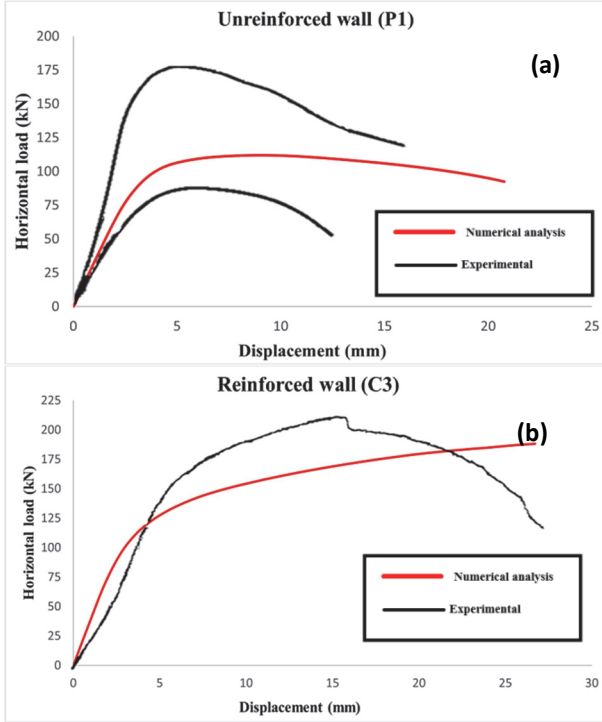 Unreinforced wall (P1)
(a)
Horizontal load (kN)
200
175
150
125
100
75
50
25
0
0 5 10 15 20 25
Displacement (mm)
Numerical analysis
Experimental
Reinforced wall (C3)
(b)
Horizontal load (kN)
225
200
175
150
125
100
75
50
25
0
0 5 10 15 20 25 30
Displacement (mm)
Numerical analysis
Experimental